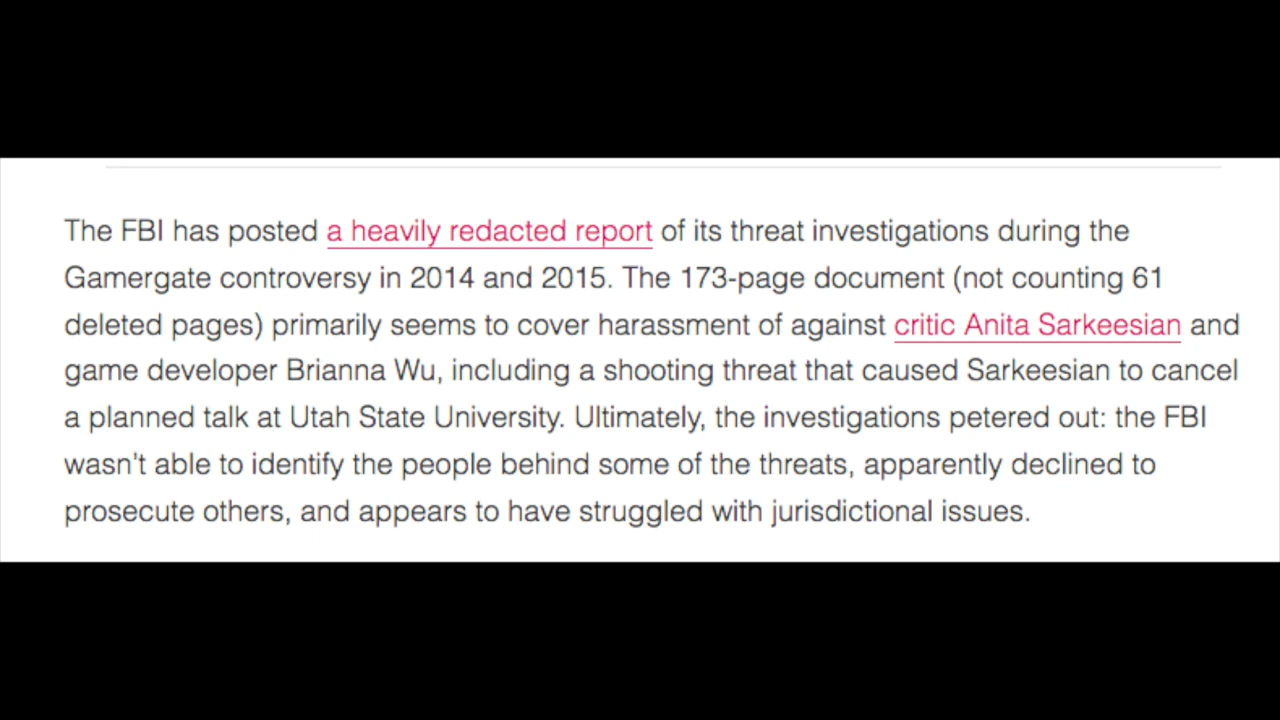 The FBI has posted a heavily redacted report of its threat investigations during the
Gamergate controversy in 2014 and 2015. The 173-page document (not counting 61
deleted pages) primarily seems to cover harassment of against critic Anita Sarkeesian and
game developer Brianna Wu, including a shooting threat that caused Sarkeesian to cancel
a planned talk at Utah State University. Ultimately, the investigations petered out: the FBI
wasn't able to identify the people behind some of the threats, apparently declined to
prosecute others, and appears to have struggled with jurisdictional issues.